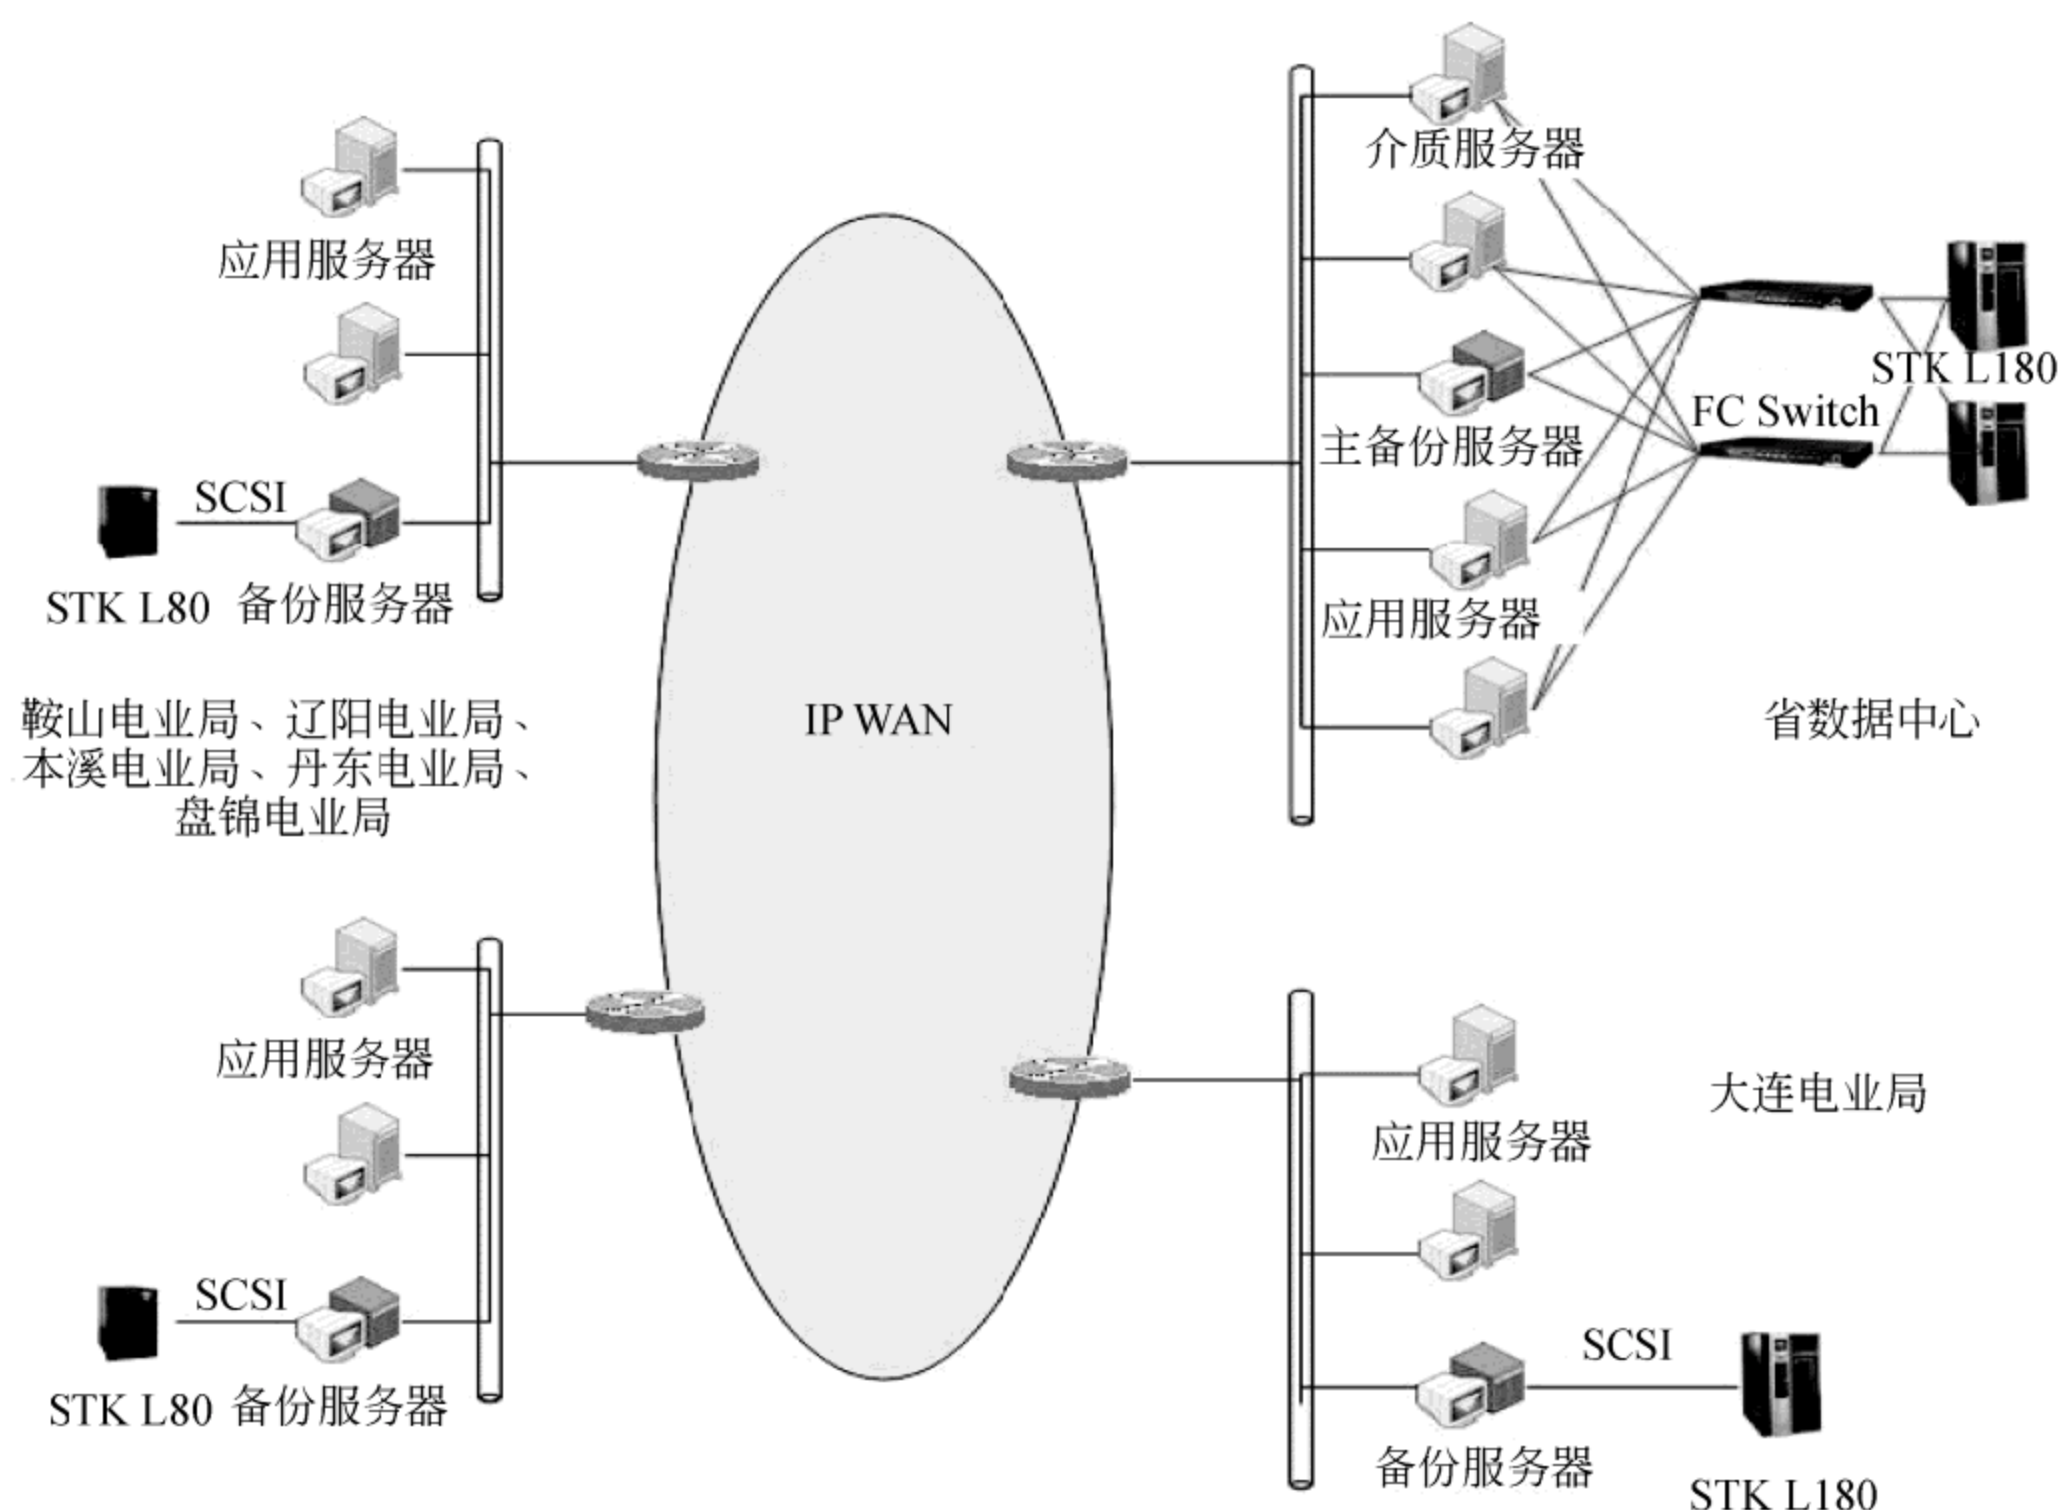 应用服务器
SCSI
STK L80
备份服务器
鞍山电业局、辽阳电业局、
本溪电业局、丹东电业局、
盘锦电业局
应用服务器
SCSI
STK L80
备份服务器
IP WAN
介质服务器
STK L180
FC Switch
主备份服务器
应用服务器
省数据中心
大连电业局
应用服务器
SCSI
备份服务器
STK L180